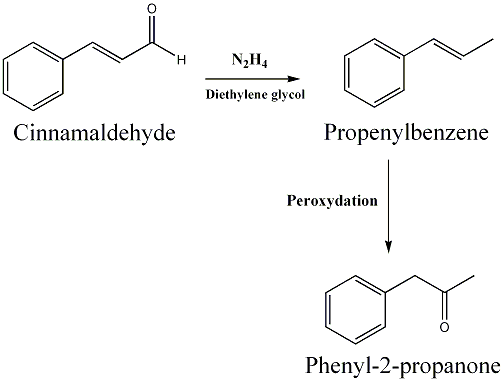 O
H
N2H4
Diethylene glycol
Cinnamaldehyde
Propenylbenzene
Peroxydation
O
Phenyl-2-propanone